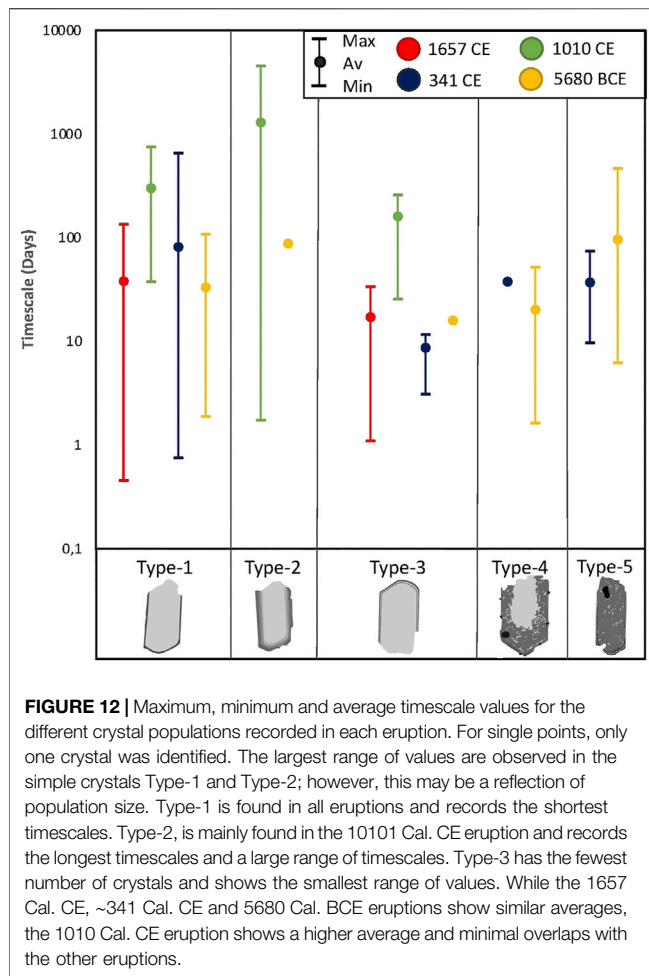 10000
1000
100
10
1
0,1
Timescale (Days)
Max
Av
Min
1657 CE
1010 CE
341 CE
5680 BCE
Type-1
Type-2
Type-3
Type-4
Type-5
FIGURE 12 | Maximum, minimum and average timescale values for the
different crystal populations recorded in each eruption. For single points, only
one crystal was identified. The largest range of values are observed in the
simple crystals Type-1 and Type-2; however, this may be a reflection of
population size. Type-1 is found in all eruptions and records the shortest
timescales. Type-2, is mainly found in the 10101 Cal. CE eruption and records
the longest timescales and a large range of timescales. Type-3 has the fewest
number of crystals and shows the smallest range of values. While the 1657
Cal. CE, ~341 Cal. CE and 5680 Cal. BCE eruptions show similar averages,
the 1010 Cal. CE eruption shows a higher average and minimal overlaps with
the other eruptions.